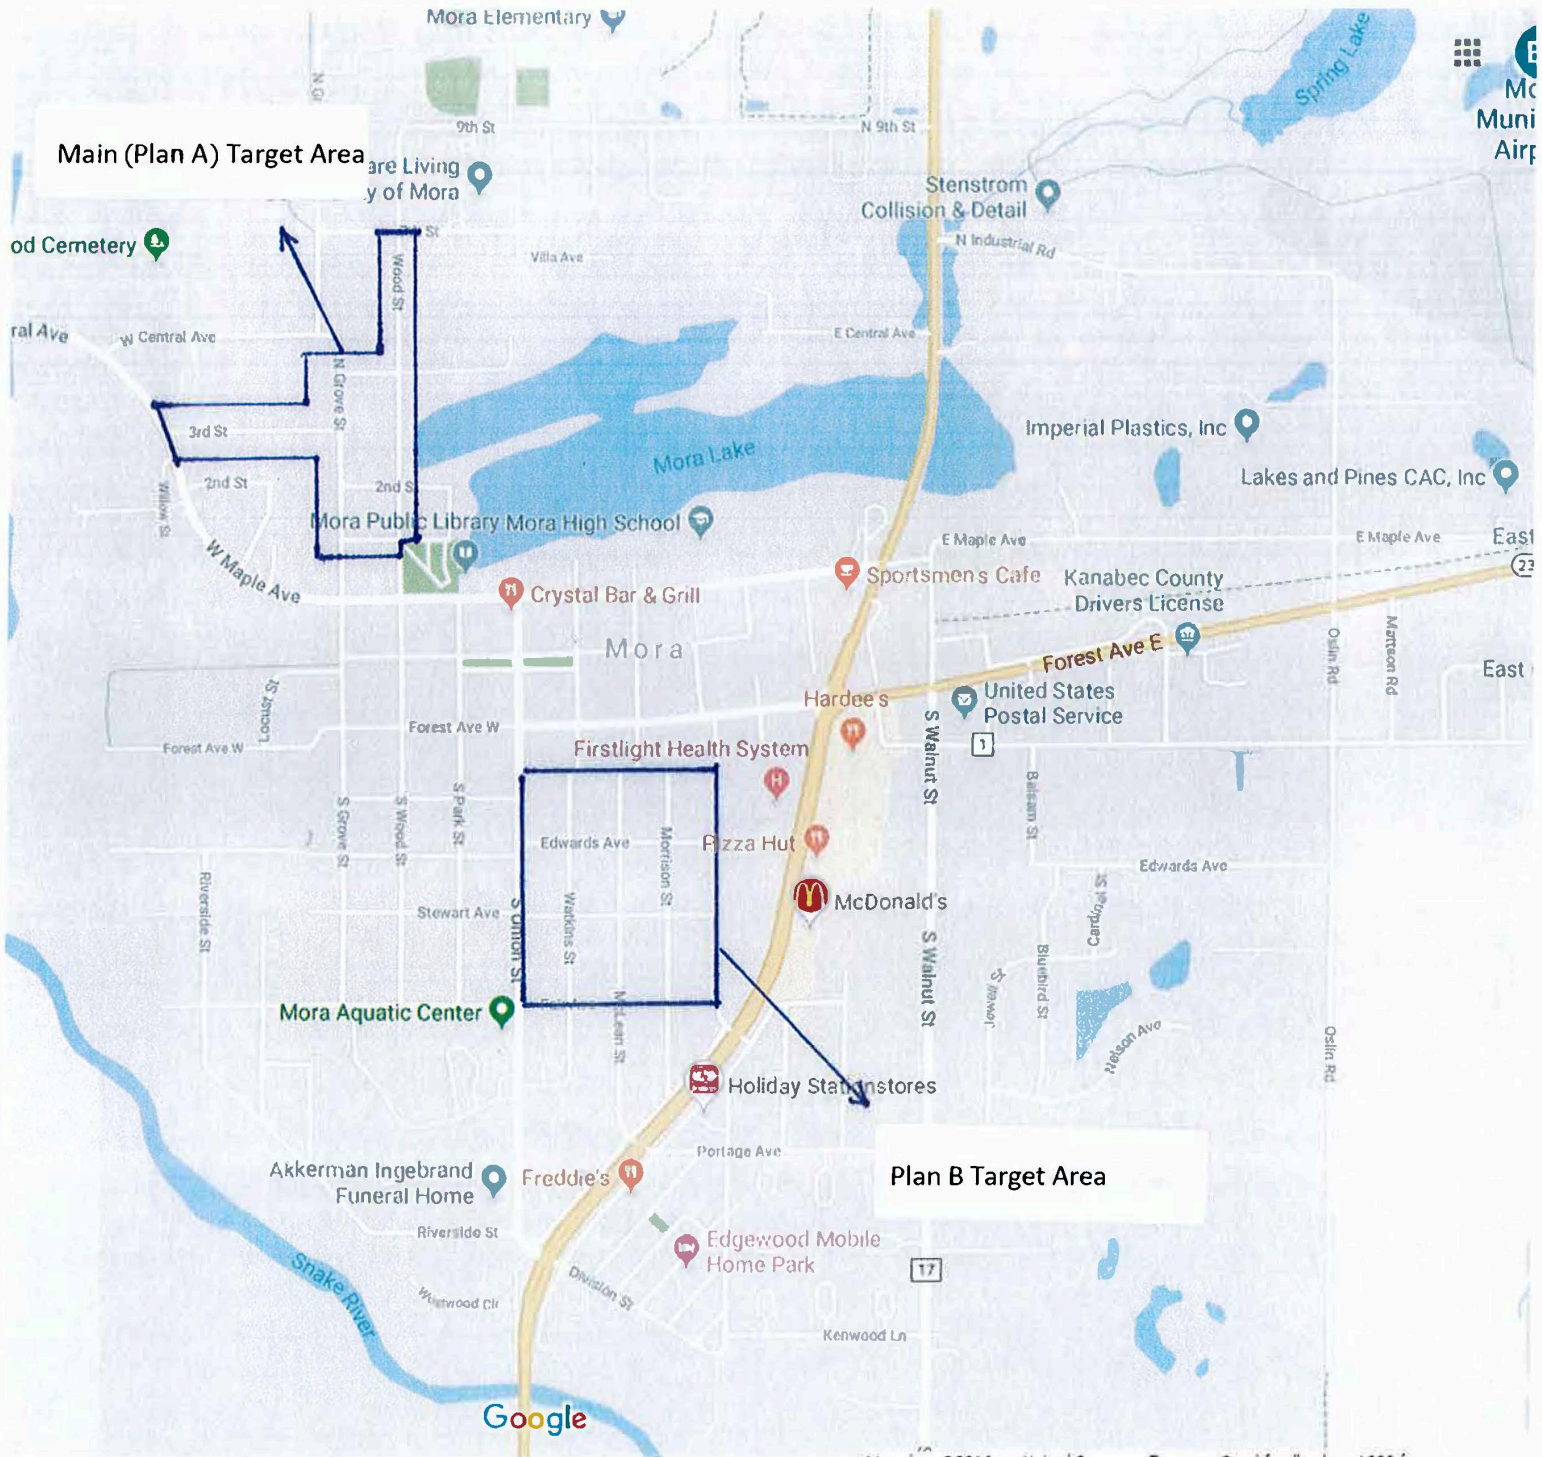 Mora Elementary
Spring Lake
Muni
Airp
9th St
N 9th St
Main (Plan A) Target Area
are Living
y of Mora
Stenstrom
Collision & Detail
N Industrial Rd
od Cemetery
St
Wood St
Villa Ave
ral Ave
W Central Ave
E Central Ave
N Grove St
3rd St
Mora Lake
Imperial Plastics, Inc
Lakes and Pines CAC, Inc
2nd St
2nd S
Willow St
Mora Public Library
Mora High School
W Maple Ave
E Maple Ave
E Maple Ave
East
23
Crystal Bar & Grill
Sportsmen's Cafe
Kanabec County
Drivers License
Mora
Forest Ave E
Oslin Rd
Mattson Rd
East
Locust St
Hardee's
United States
Postal Service
Forest Ave W
Forest Ave W
Firstlight Health System
S Walnut St
1
S Grove St
S Wood St
S Park St
Edwards Ave
Morrison St
Pizza Hut
Balsam St
Edwards Ave
Riverside St
Stewart Ave
S Union St
Watkins St
McDonald's
S Walnut St
Cardinal St
Bluebird St
Jowell St
Mora Aquatic Center
McLean St
Nelson Ave
Oslin Rd
Holiday Stationstores
Portage Ave
Plan B Target Area
Akkerman Ingebrand
Funeral Home
Freddie's
Riverside St
Edgewood Mobile
Home Park
17
Snake River
Division St
Westwood Cir
Kenwood Ln
Google